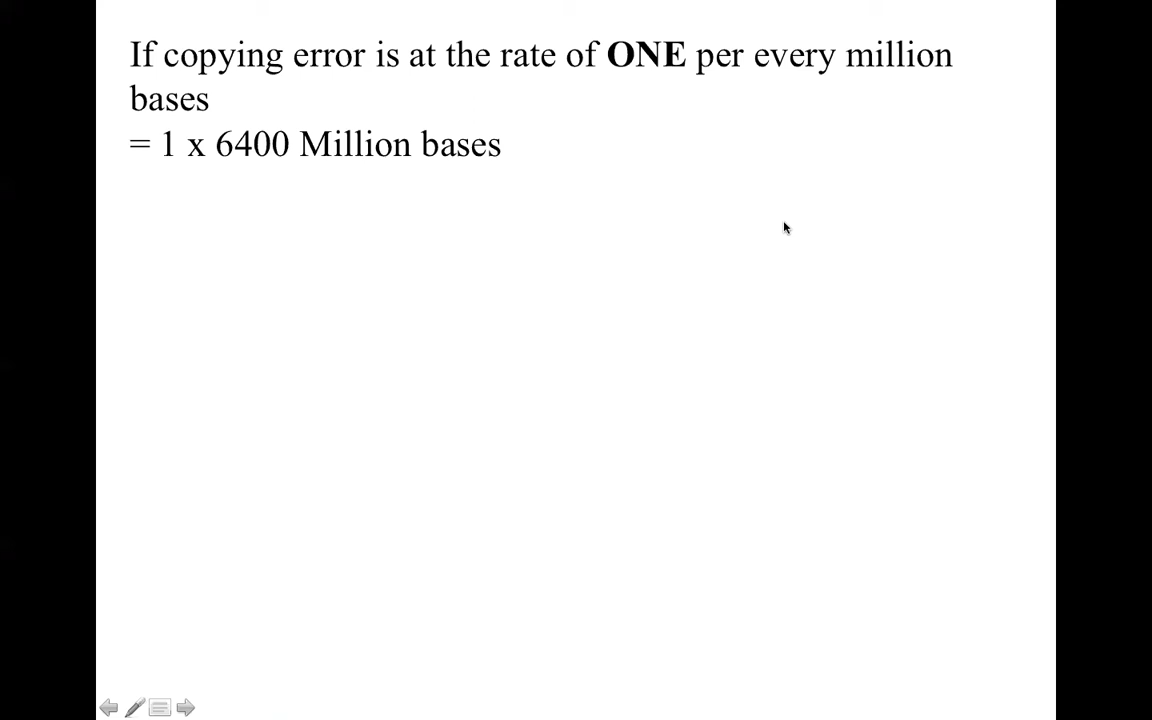 If copying error is at the rate of ONE per every million
bases
= 1 x 6400 Million bases